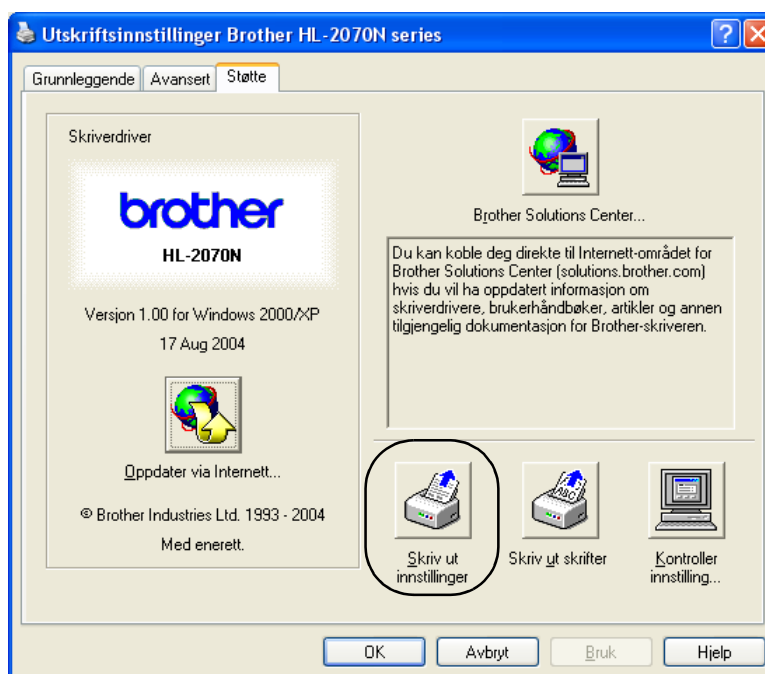 Utskriftsinnstillinger Brother HL-2070N series
Grunnleggende Avansert Støtte
Skriverdriver
brother
HL-2070N
Versjon 1.00 for Windows 2000/XP
17 Aug 2004
Oppdater via Internett...
© Brother Industries Ltd. 1993 - 2004
Med enerett.
Brother Solutions Center...
Du kan koble deg direkte til Internett-området for
Brother Solutions Center (solutions.brother.com)
hvis du vil ha oppdatert informasjon om
skriverdrivere, brukerhåndbøker, artikler og annen
tilgjengelig dokumentasjon for Brother-skriveren.
ABC
Skriv ut
innstillinger
Skriv ut skrifter
Kontroller
innstilling...
OK Avbryt Bruk Hjelp